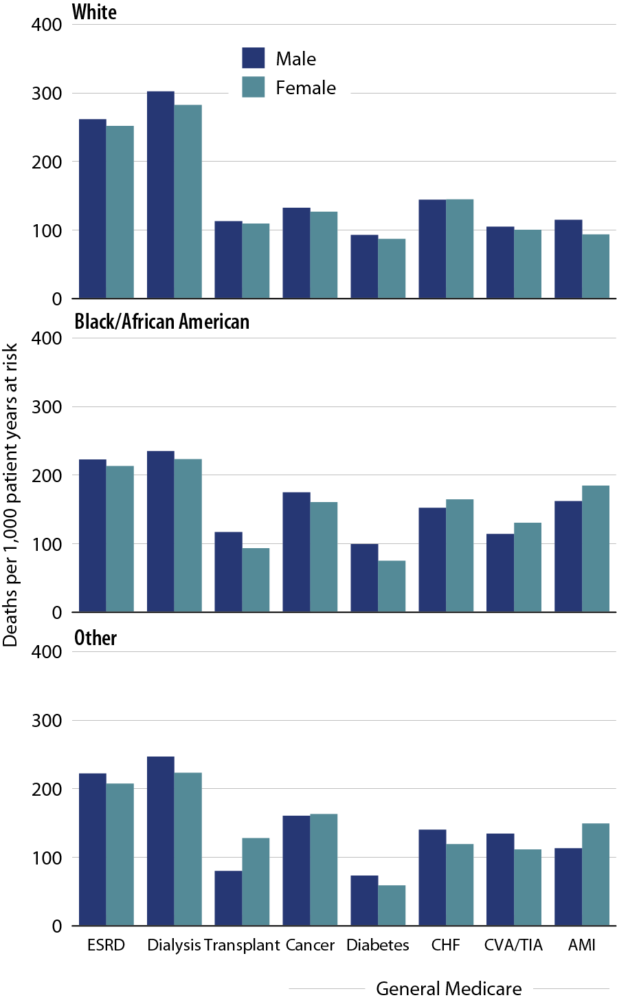 White
400
Male
Female
300
200
100
0
Black/African American
400
300
200
100
0
Deaths per 1,000 patient years at risk
Other
400
300
200
100
0
ESRD Dialysis Transplant Cancer Diabetes CHF CVA/TIA AMI
General Medicare